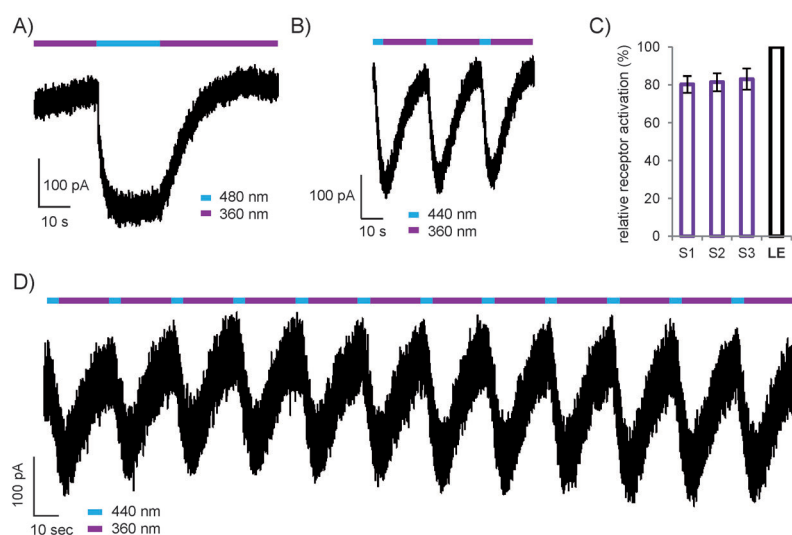 A)
100 pA
10 s
480 nm
360 nm
B)
100 pA
10 s
440 nm
360 nm
C)
relative receptor activation (%)
100
80
60
40
20
0
S1 S2 S3 LE
D)
100 pA
10 sec
440 nm
360 nm